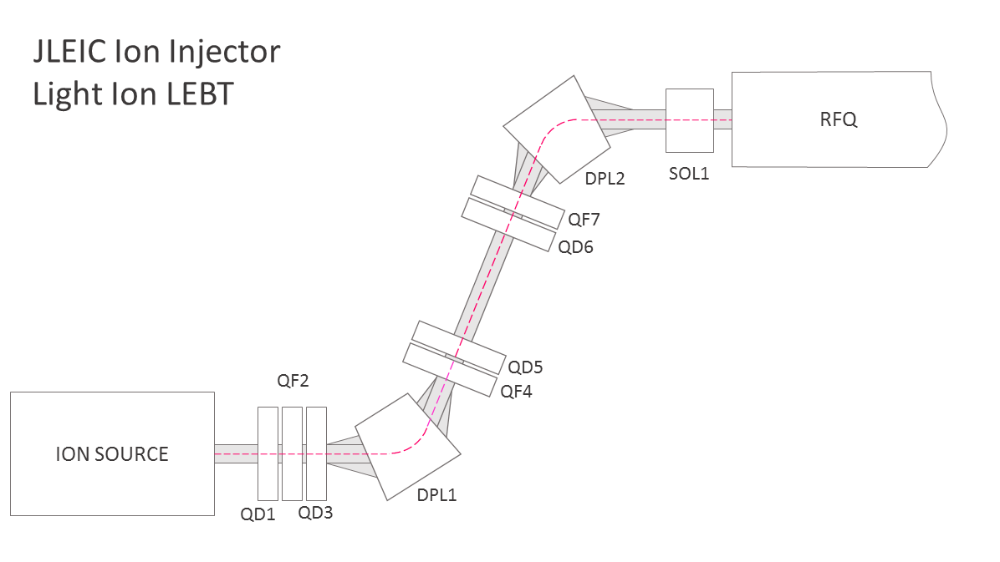 JLEIC Ion Injector
Light Ion LEBT
RFQ
SOL1
DPL2
QF7
QD6
QD5
QF4
QF2
ION SOURCE
DPL1
QD1
QD3